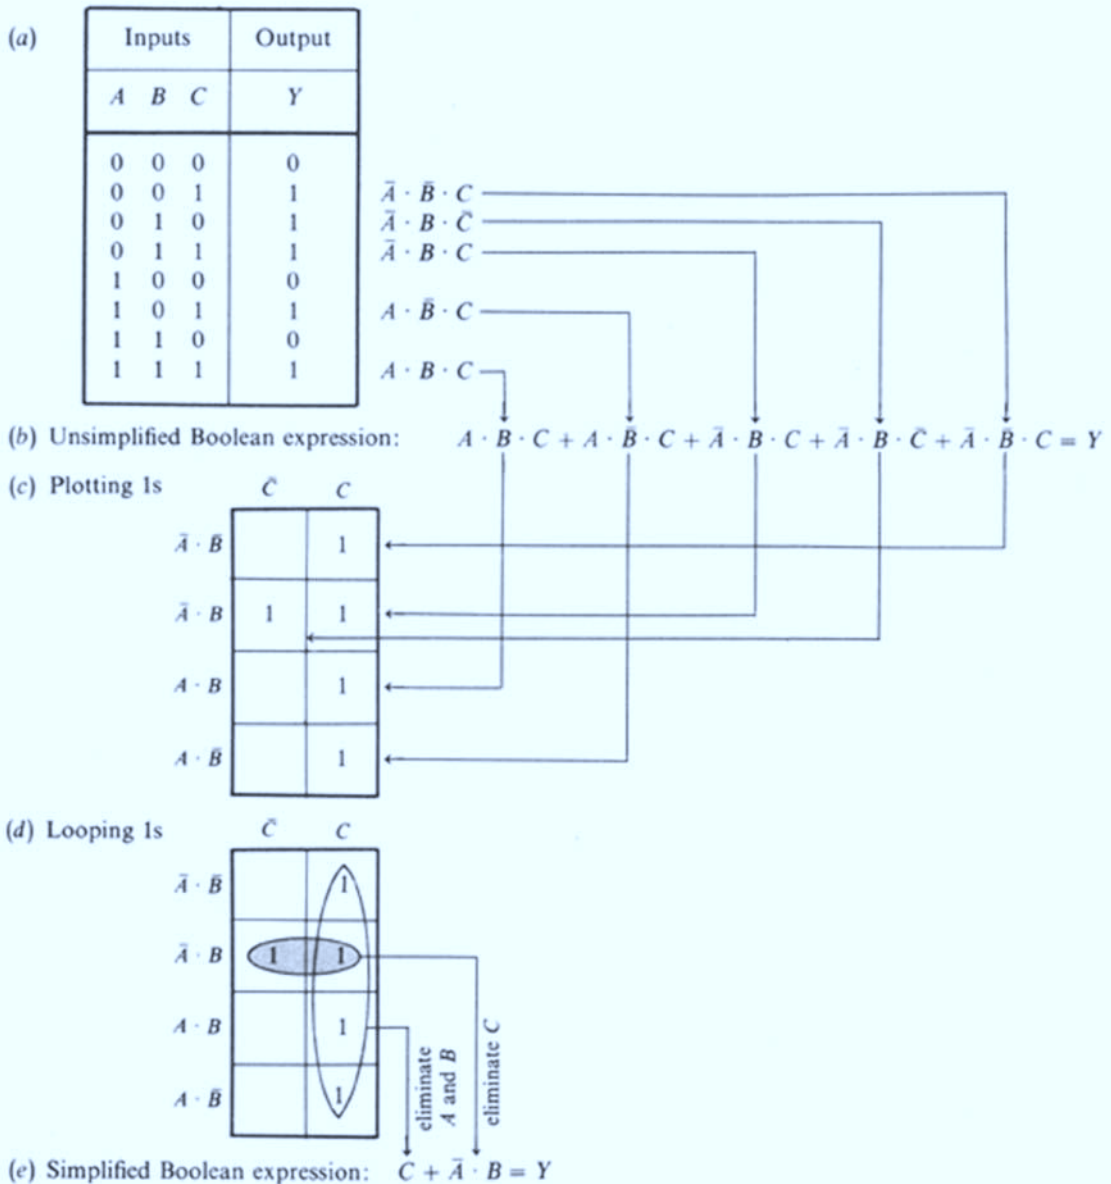 (a)
Inputs Output
A B C Y
0 0 0 0
0 0 1 1 Ā · B̄ · C
0 1 0 1 Ā · B · C̄
0 1 1 1 Ā · B · C
1 0 0 0
1 0 1 1 A · B̄ · C
1 1 0 0
1 1 1 1 A · B · C
(b) Unsimplified Boolean expression: A · B · C + A · B̄ · C + Ā · B · C + Ā · B · C̄ + Ā · B̄ · C = Y
(c) Plotting 1s C̄ C
Ā · B̄ 1
Ā · B 1 1
A · B 1
A · B̄ 1
(d) Looping 1s C̄ C
Ā · B̄ 1
Ā · B 1 1
A · B 1
A · B̄ 1
eliminate
A and B
eliminate C
(e) Simplified Boolean expression: C + Ā · B = Y